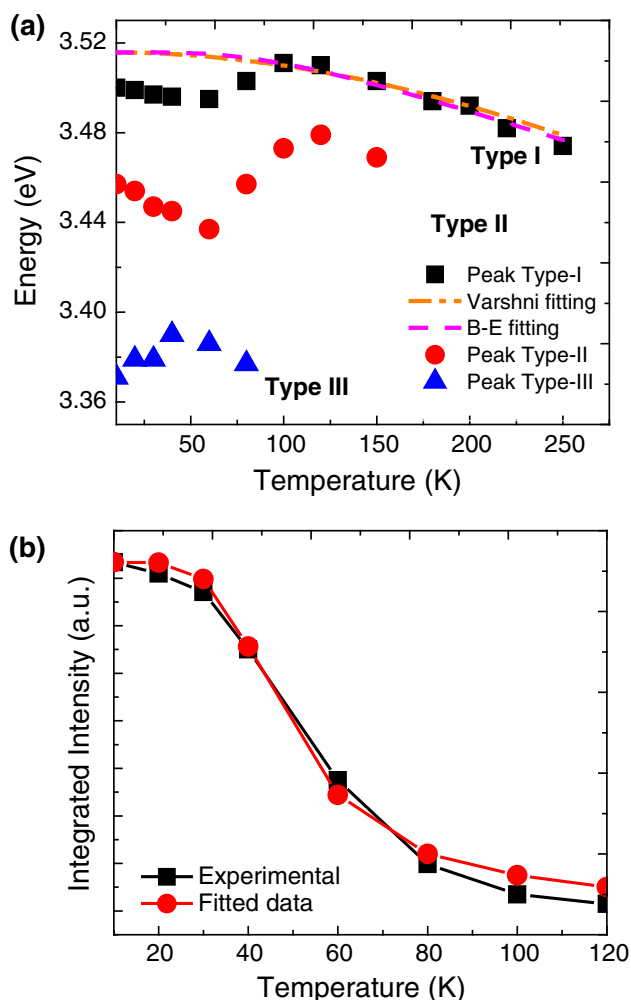 (a)
3.52
3.48
3.44
3.40
3.36
Energy (eV)
Type I
Type II
Type III
Peak Type-I
Varshni fitting
B-E fitting
Peak Type-II
Peak Type-III
50 100 150 200 250
Temperature (K)
(b)
Integrated Intensity (a.u.)
Experimental
Fitted data
20 40 60 80 100 120
Temperature (K)